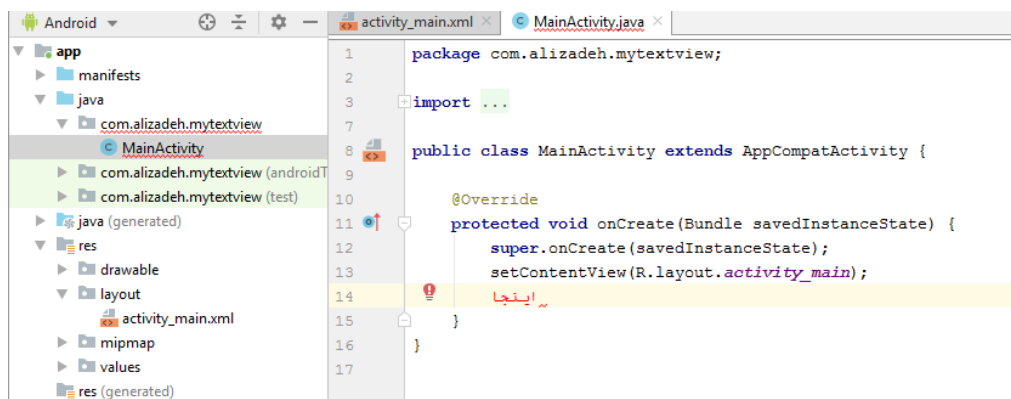 Android
app
manifests
java
com.alizadeh.mytextview
MainActivity
com.alizadeh.mytextview (androidT
com.alizadeh.mytextview (test)
java (generated)
res
drawable
layout
activity_main.xml
mipmap
values
res (generated)
activity_main.xml MainActivity.java
1 package com.alizadeh.mytextview;
2
3 import ...
7
8 public class MainActivity extends AppCompatActivity {
9
10 @Override
11 protected void onCreate(Bundle savedInstanceState) {
12 super.onCreate(savedInstanceState);
13 setContentView(R.layout.activity_main);
14 اینجا
15 }
16 }
17